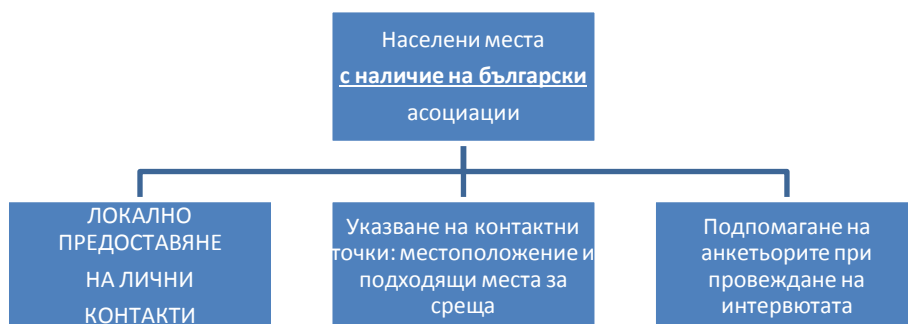 Населени места
с наличие на български
асоциации
ЛОКАЛНО
ПРЕДОСТАВЯНЕ
НА ЛИЧНИ
КОНТАКТИ
Указване на контактни
точки: местоположение и
подходящи места за
среща
Подпомагане на
анкетьорите при
провеждане на
интервютата